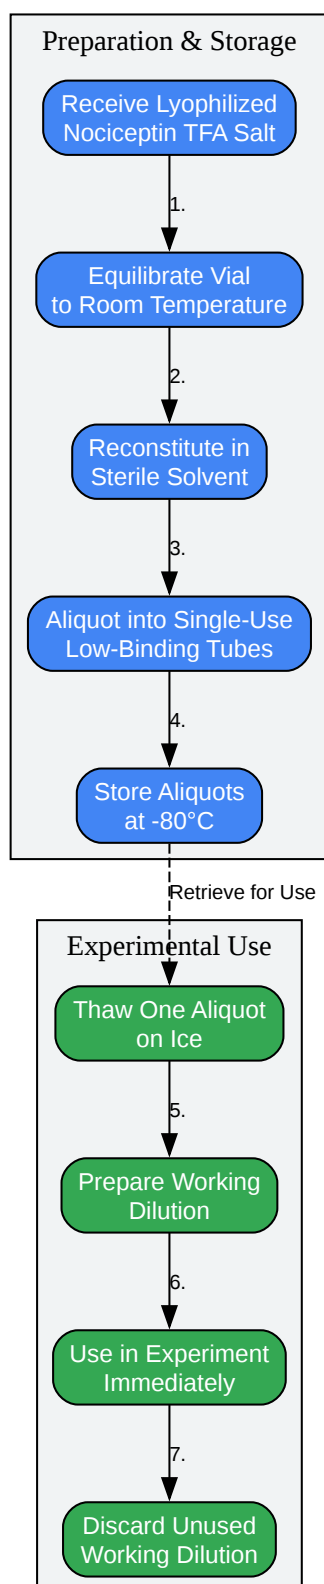 Preparation & Storage
Receive Lyophilized
Nociceptin TFA Salt
1.
Equilibrate Vial
to Room Temperature
2.
Reconstitute in
Sterile Solvent
3.
Aliquot into Single-Use
Low-Binding Tubes
4.
Store Aliquots
at -80°C
Retrieve for Use
Experimental Use
Thaw One Aliquot
on Ice
5.
Prepare Working
Dilution
6.
Use in Experiment
Immediately
7.
Discard Unused
Working Dilution